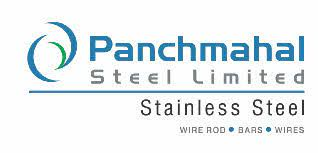 Panchmahal
Steel Limited
Stainless Steel
WIRE ROD • BARS • WIRES